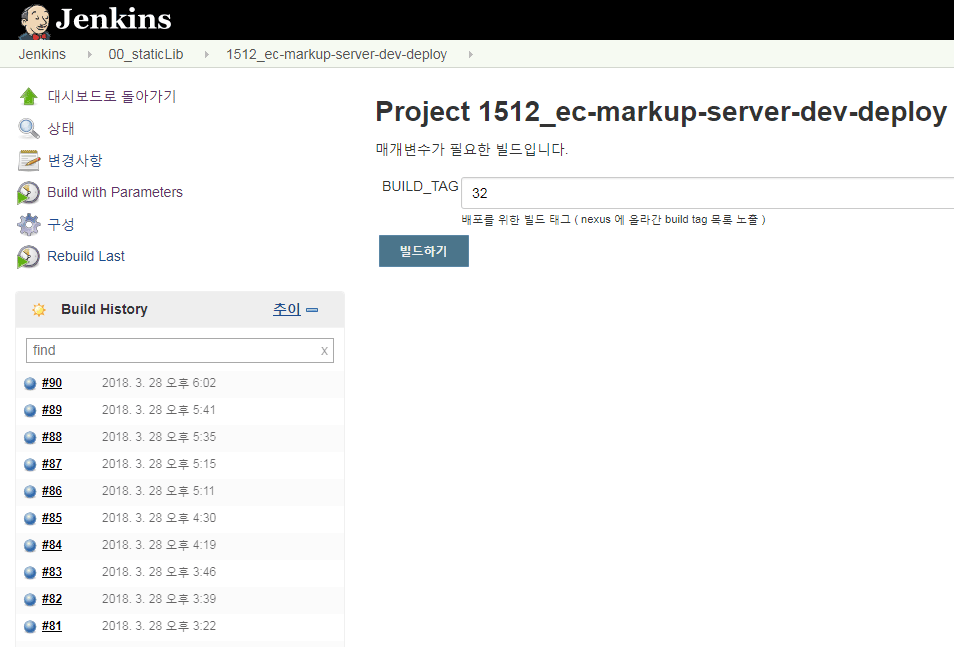 Jenkins
Jenkins 00_staticLib 1512_ec-markup-server-dev-deploy
대시보드로 돌아가기
상태
변경사항
Build with Parameters
구성
Rebuild Last
Project 1512_ec-markup-server-dev-deploy
매개변수가 필요한 빌드입니다.
BUILD_TAG 32
배포를 위한 빌드 태그 ( nexus 에 올라간 build tag 목록 노출 )
빌드하기
Build History 추이
find x
#90 2018. 3. 28 오후 6:02
#89 2018. 3. 28 오후 5:41
#88 2018. 3. 28 오후 5:35
#87 2018. 3. 28 오후 5:15
#86 2018. 3. 28 오후 5:11
#85 2018. 3. 28 오후 4:30
#84 2018. 3. 28 오후 4:19
#83 2018. 3. 28 오후 3:46
#82 2018. 3. 28 오후 3:39
#81 2018. 3. 28 오후 3:22